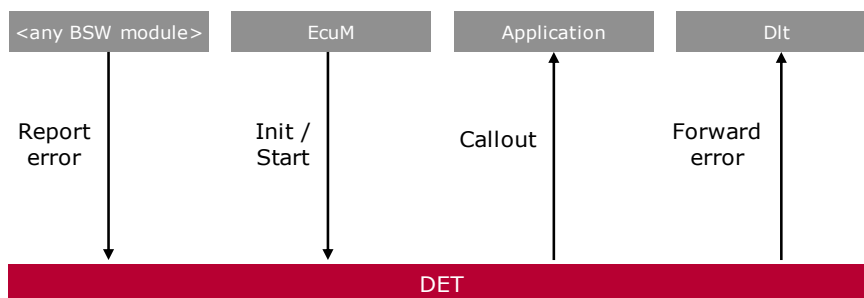 <any BSW module>
EcuM
Application
Dlt
Report
error
Init /
Start
Callout
Forward
error
DET